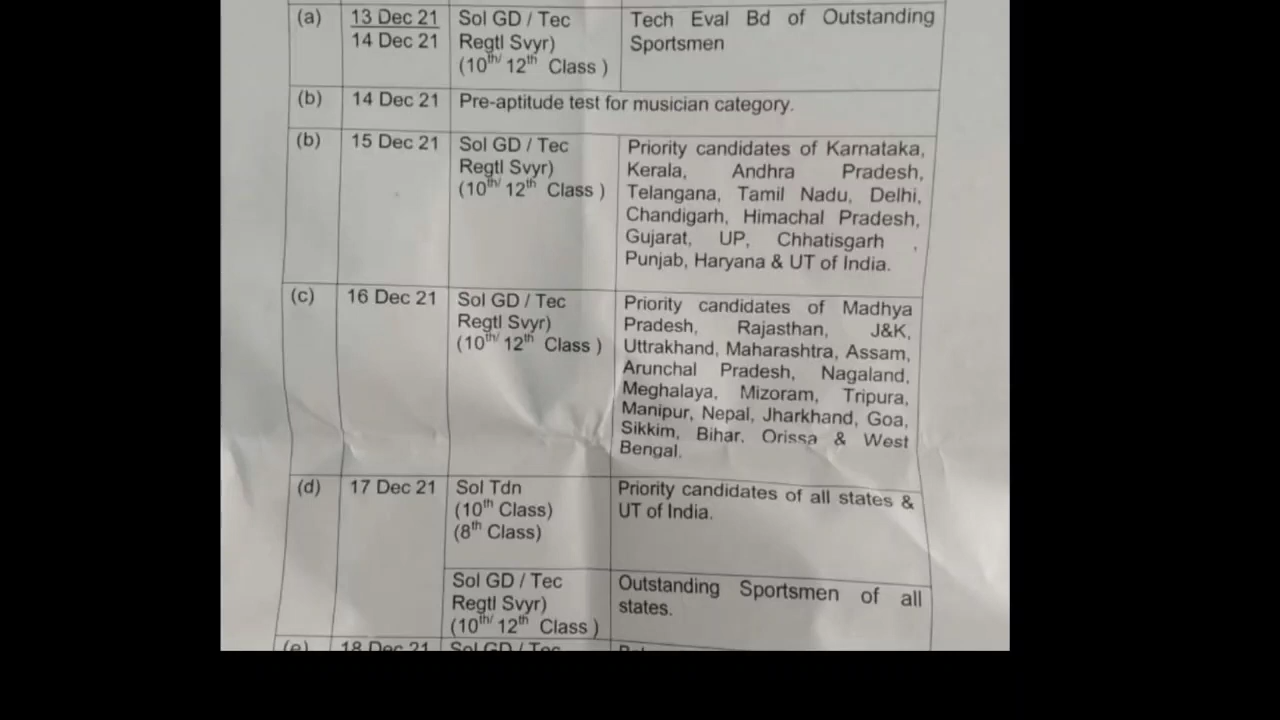 (a) 13 Dec 21 Sol GD / Tec Tech Eval Bd of Outstanding
14 Dec 21 Regtl Svyr) Sportsmen
(10th/ 12th Class )
(b) 14 Dec 21 Pre-aptitude test for musician category.
(b) 15 Dec 21 Sol GD / Tec Priority candidates of Karnataka,
Regtl Svyr) Kerala, Andhra Pradesh,
(10th/ 12th Class ) Telangana, Tamil Nadu, Delhi,
Chandigarh, Himachal Pradesh,
Gujarat, UP, Chhatisgarh ,
Punjab, Haryana & UT of India.
(c) 16 Dec 21 Sol GD / Tec Priority candidates of Madhya
Regtl Svyr) Pradesh, Rajasthan, J&K,
(10th/ 12th Class ) Uttrakhand, Maharashtra, Assam,
Arunchal Pradesh, Nagaland,
Meghalaya, Mizoram, Tripura,
Manipur, Nepal, Jharkhand, Goa,
Sikkim, Bihar, Orissa & West
Bengal.
(d) 17 Dec 21 Sol Tdn Priority candidates of all states &
(10th Class) UT of India.
(8th Class)
Sol GD / Tec Outstanding Sportsmen of all
Regtl Svyr) states.
(10th/ 12th Class )
(e) 18 Dec 21 Sol GD / Tec